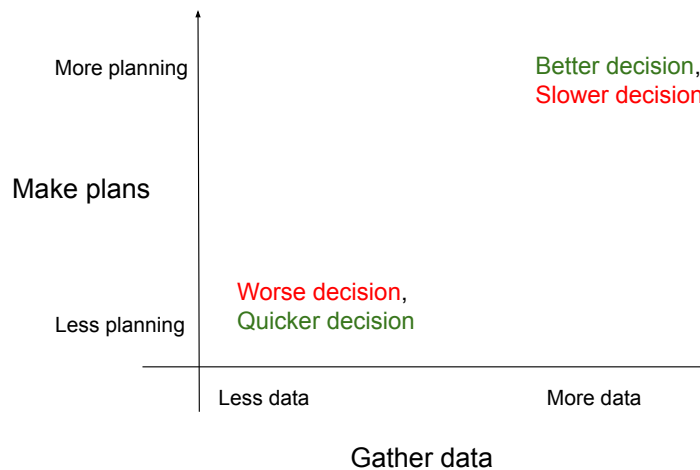 More planning
Better decision,
Slower decision
Make plans
Worse decision,
Quicker decision
Less planning
Less data
More data
Gather data